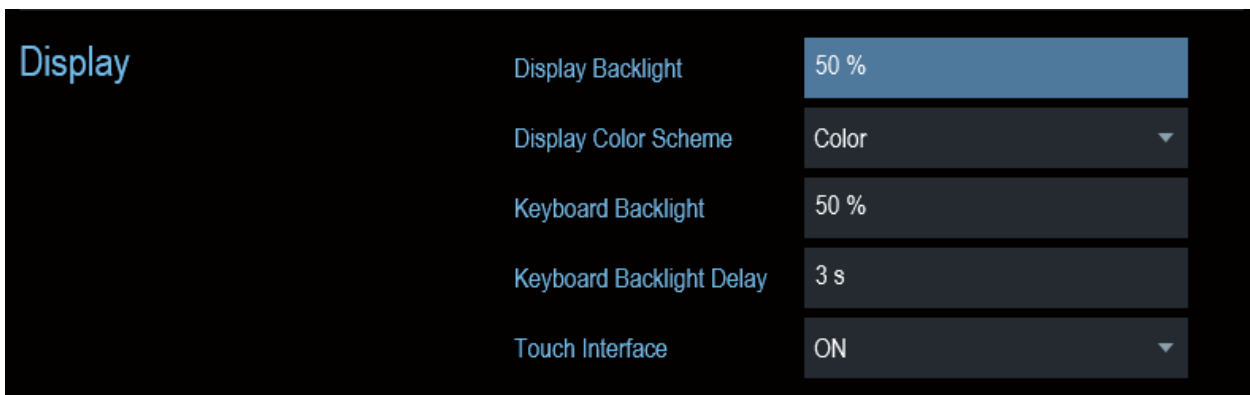 Display
Display Backlight 50 %
Display Color Scheme Color
Keyboard Backlight 50 %
Keyboard Backlight Delay 3 s
Touch Interface ON